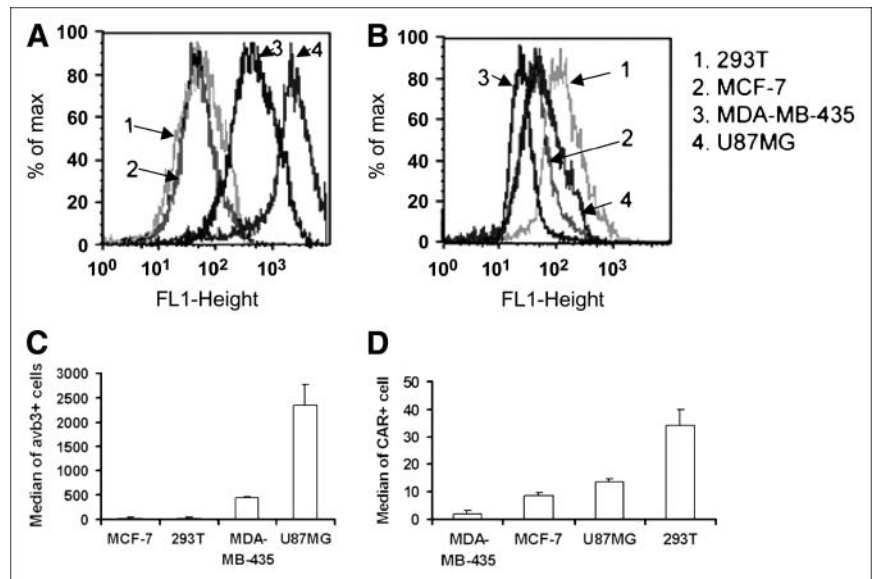 A
% of max
100
80
60
40
20
0
1
2
3
4
10⁰ 10¹ 10² 10³
FL1-Height
B
% of max
100
80
60
40
20
0
3
1
2
4
10⁰ 10¹ 10² 10³
FL1-Height
1. 293T
2. MCF-7
3. MDA-MB-435
4. U87MG
C
Median of avb3+ cells
3000
2500
2000
1500
1000
500
0
MCF-7 293T MDA- U87MG
MB-435
D
Median of CAR+ cell
50
40
30
20
10
0
MDA- MCF-7 U87MG 293T
MB-435